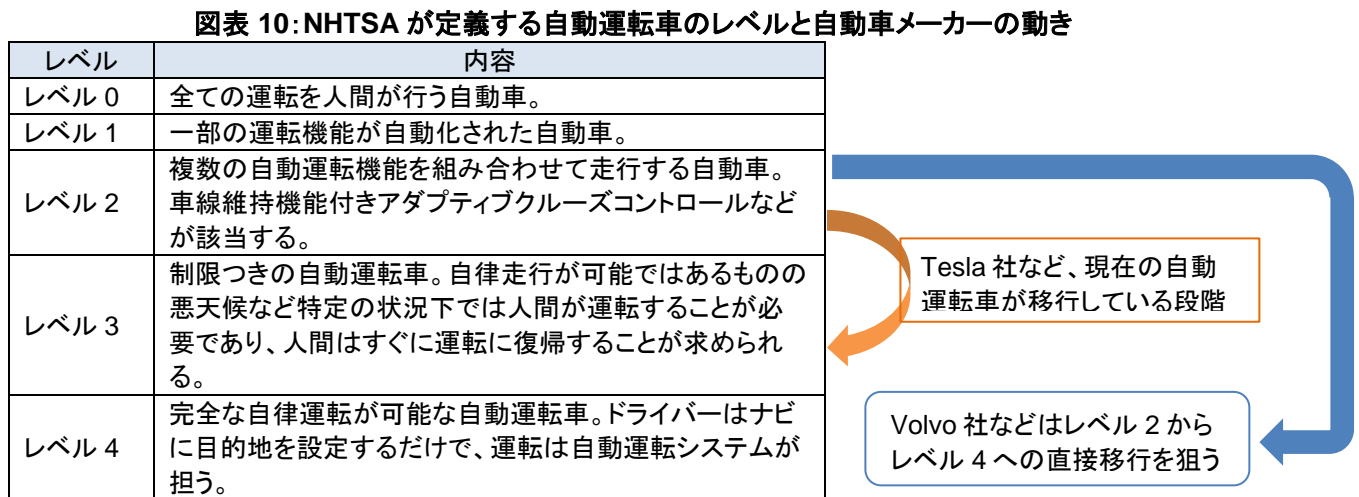 図表 10：NHTSA が定義する自動運転車のレベルと自動車メーカーの動き
レベル 内容
レベル 0 全ての運転を人間が行う自動車。
レベル 1 一部の運転機能が自動化された自動車。
レベル 2 複数の自動運転機能を組み合わせて走行する自動車。
車線維持機能付きアダプティブクルーズコントロールなど
が該当する。
レベル 3 制限つきの自動運転車。自律走行が可能ではあるものの
悪天候など特定の状況下では人間が運転することが必
要であり、人間はすぐに運転に復帰することが求められ
る。
レベル 4 完全な自律運転が可能な自動運転車。ドライバーはナビ
に目的地を設定するだけで、運転は自動運転システムが
担う。
Tesla 社など、現在の自動
運転車が移行している段階
Volvo 社などはレベル 2 から
レベル 4 への直接移行を狙う